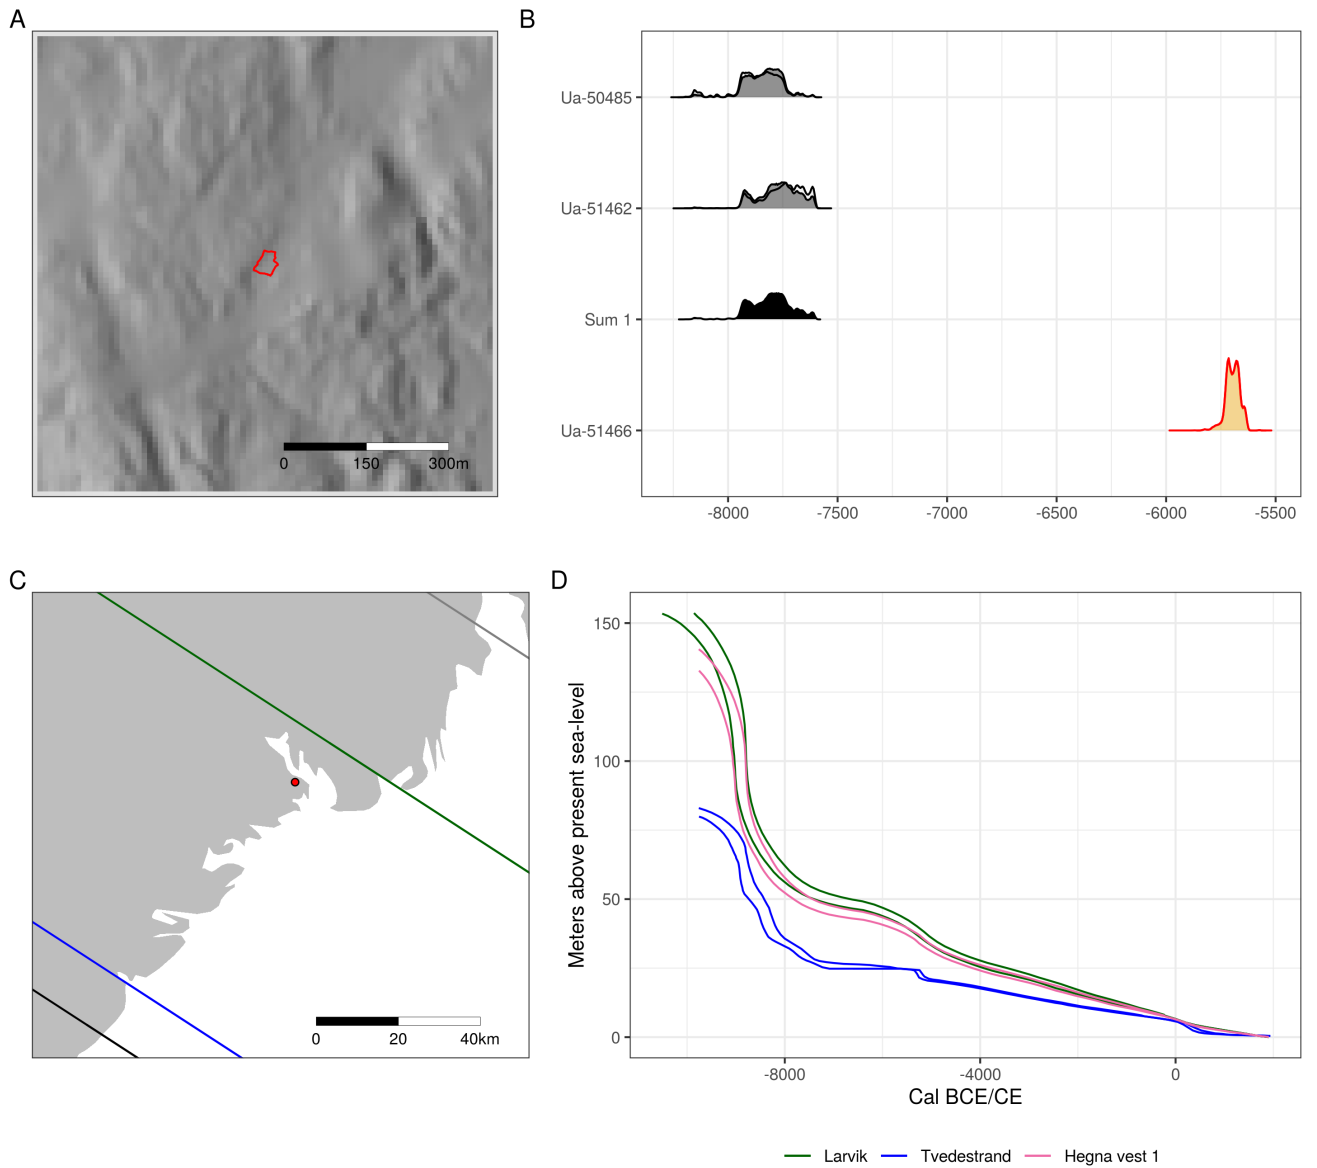 A
0 150 300m
B
Ua-50485
Ua-51462
Sum 1
Ua-51466
-8000 -7500 -7000 -6500 -6000 -5500
C
0 20 40km
D
Meters above present sea-level
150
100
50
0
-8000 -4000 0
Cal BCE/CE
Larvik Tvedestrand Hegna vest 1